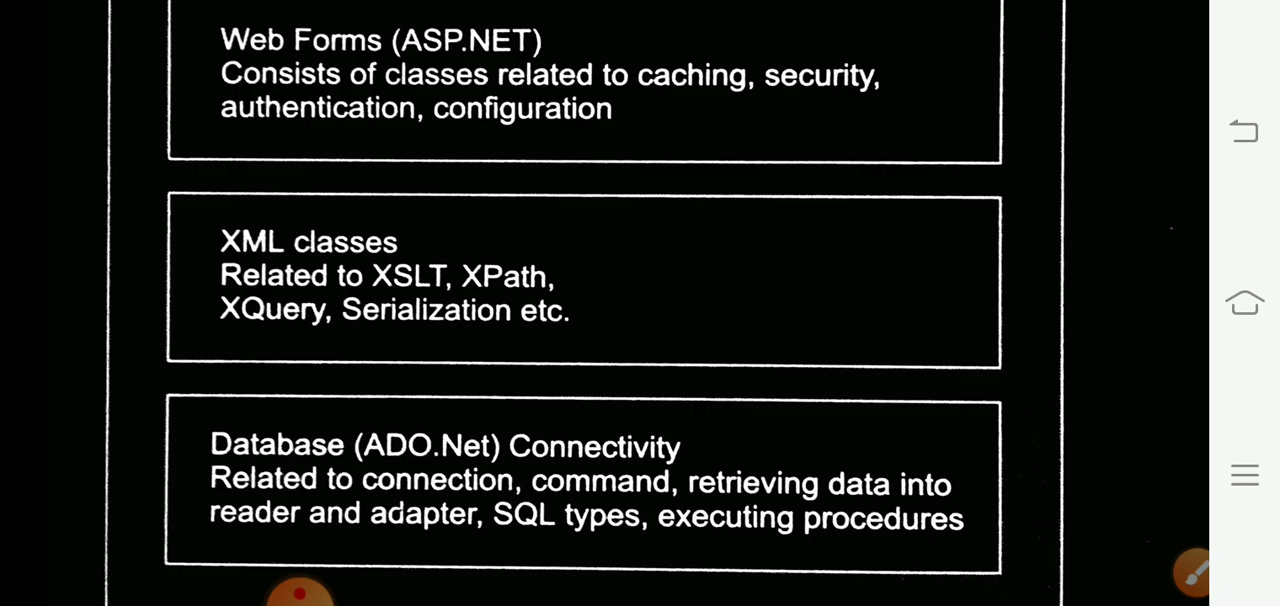 Web Forms (ASP.NET)
Consists of classes related to caching, security,
authentication, configuration
XML classes
Related to XSLT, XPath,
XQuery, Serialization etc.
Database (ADO.Net) Connectivity
Related to connection, command, retrieving data into
reader and adapter, SQL types, executing procedures